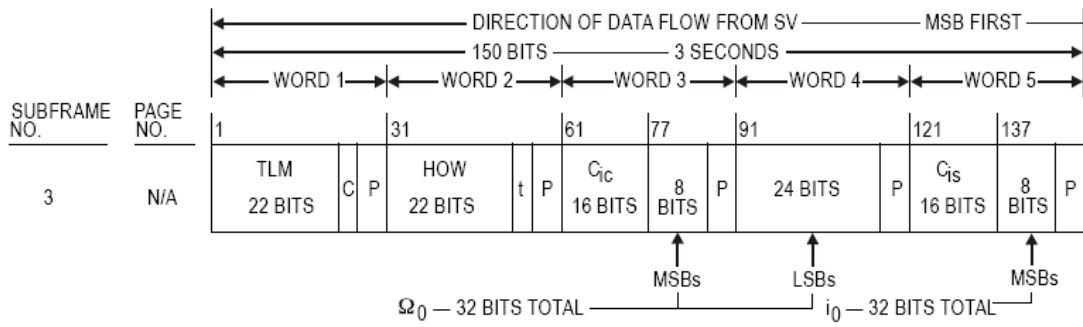 DIRECTION OF DATA FLOW FROM SV MSB FIRST
150 BITS 3 SECONDS
WORD 1 WORD 2 WORD 3 WORD 4 WORD 5
SUBFRAME NO. PAGE NO.
1 31 61 77 91 121 137
3 N/A
TLM 22 BITS C P HOW 22 BITS t P Cic 16 BITS 8 BITS P 24 BITS P Cis 16 BITS 8 BITS P
MSBs LSBs MSBs
Ω0 — 32 BITS TOTAL i0 — 32 BITS TOTAL